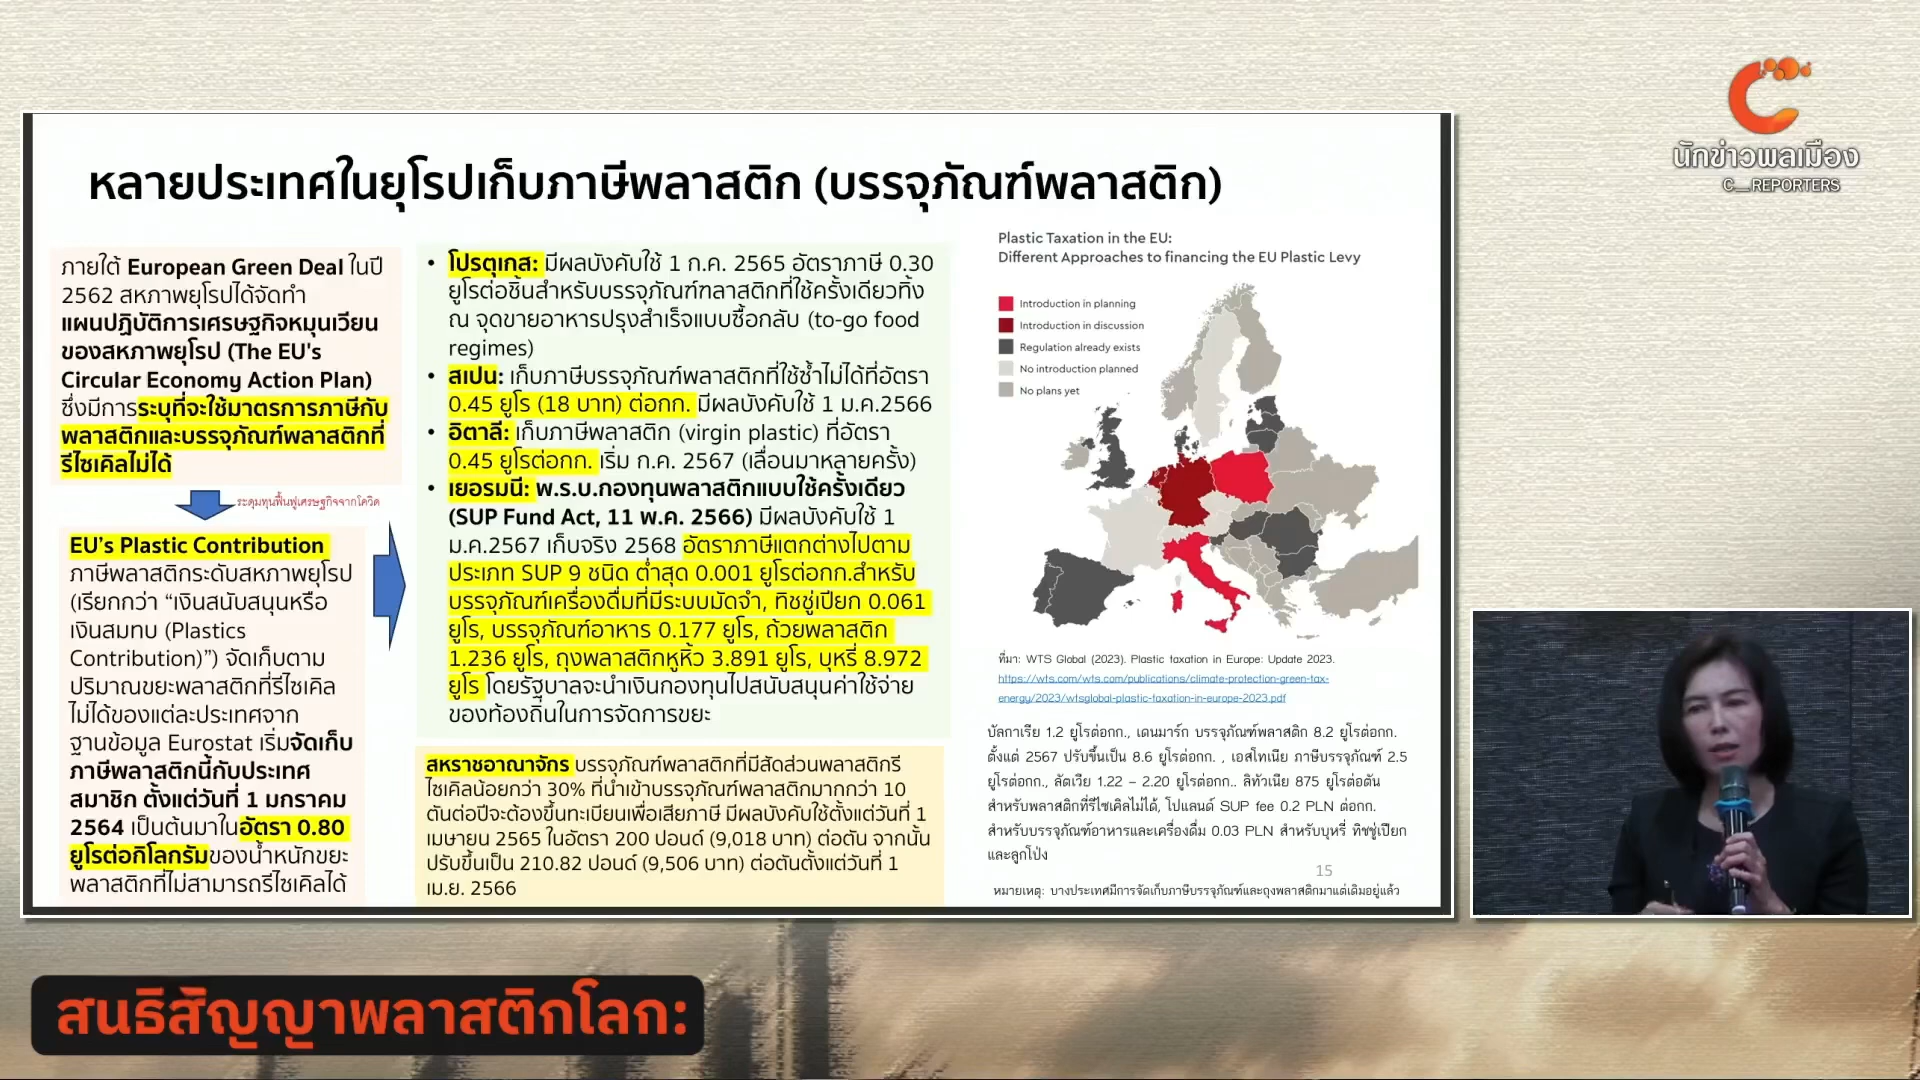 นักข่าวพลเมือง
C_REPORTERS
หลายประเทศในยุโรปเก็บภาษีพลาสติก (บรรจุภัณฑ์พลาสติก)
ภายใต้ European Green Deal ในปี
2562 สหภาพยุโรปได้จัดทำ
แผนปฏิบัติการเศรษฐกิจหมุนเวียน
ของสหภาพยุโรป (The EU's
Circular Economy Action Plan)
ซึ่งมีการระบุที่จะใช้มาตรการภาษีกับ
พลาสติกและบรรจุภัณฑ์พลาสติกที่
รีไซเคิลไม่ได้
ระดุมทุนฟื้นฟูเศรษฐกิจจากโควิด
EU's Plastic Contribution
ภาษีพลาสติกระดับสหภาพยุโรป
(เรียกกว่า “เงินสนับสนุนหรือ
เงินสมทบ (Plastics
Contribution)”) จัดเก็บตาม
ปริมาณขยะพลาสติกที่รีไซเคิล
ไม่ได้ของแต่ละประเทศจาก
ฐานข้อมูล Eurostat เริ่มจัดเก็บ
ภาษีพลาสติกนี้กับประเทศ
สมาชิก ตั้งแต่วันที่ 1 มกราคม
2564 เป็นต้นมาในอัตรา 0.80
ยูโรต่อกิโลกรัมของน้ำหนักขยะ
พลาสติกที่ไม่สามารถรีไซเคิลได้
• โปรตุเกส: มีผลบังคับใช้ 1 ก.ค. 2565 อัตราภาษี 0.30
ยูโรต่อชิ้นสำหรับบรรจุภัณฑ์ฑลาสติกที่ใช้ครั้งเดียวทิ้ง
ณ จุดขายอาหารปรุงสำเร็จแบบซื้อกลับ (to-go food
regimes)
• สเปน: เก็บภาษีบรรจุภัณฑ์พลาสติกที่ใช้ซ้ำไม่ได้ที่อัตรา
0.45 ยูโร (18 บาท) ต่อกก. มีผลบังคับใช้ 1 ม.ค.2566
• อิตาลี: เก็บภาษีพลาสติก (virgin plastic) ที่อัตรา
0.45 ยูโรต่อกก. เริ่ม ก.ค. 2567 (เลื่อนมาหลายครั้ง)
• เยอรมนี: พ.ร.บ.กองทุนพลาสติกแบบใช้ครั้งเดียว
(SUP Fund Act, 11 พ.ค. 2566) มีผลบังคับใช้ 1
ม.ค.2567 เก็บจริง 2568 อัตราภาษีแตกต่างไปตาม
ประเภท SUP 9 ชนิด ต่ำสุด 0.001 ยูโรต่อกก.สำหรับ
บรรจุภัณฑ์เครื่องดื่มที่มีระบบมัดจำ, ทิชชู่เปียก 0.061
ยูโร, บรรจุภัณฑ์อาหาร 0.177 ยูโร, ถ้วยพลาสติก
1.236 ยูโร, ถุงพลาสติกหูหิ้ว 3.891 ยูโร, บุหรี่ 8.972
ยูโร โดยรัฐบาลจะนำเงินกองทุนไปสนับสนุนค่าใช้จ่าย
ของท้องถิ่นในการจัดการขยะ
สหราชอาณาจักร บรรจุภัณฑ์พลาสติกที่มีสัดส่วนพลาสติกรี
ไซเคิลน้อยกว่า 30% ที่นำเข้าบรรจุภัณฑ์พลาสติกมากกว่า 10
ตันต่อปีจะต้องขึ้นทะเบียนเพื่อเสียภาษี มีผลบังคับใช้ตั้งแต่วันที่ 1
เมษายน 2565 ในอัตรา 200 ปอนด์ (9,018 บาท) ต่อตัน จากนั้น
ปรับขึ้นเป็น 210.82 ปอนด์ (9,506 บาท) ต่อตันตั้งแต่วันที่ 1
เม.ย. 2566
Plastic Taxation in the EU:
Different Approaches to financing the EU Plastic Levy
Introduction in planning
Introduction in discussion
Regulation already exists
No introduction planned
No plans yet
ที่มา: WTS Global (2023). Plastic taxation in Europe: Update 2023.
https://wts.com/wts.com/publications/climate-protection-green-tax-
energy/2023/wtsglobal-plastic-taxation-in-europe-2023.pdf
บัลกาเรีย 1.2 ยูโรต่อกก., เดนมาร์ก บรรจุภัณฑ์พลาสติก 8.2 ยูโรต่อกก.
ตั้งแต่ 2567 ปรับขึ้นเป็น 8.6 ยูโรต่อกก. , เอสโทเนีย ภาษีบรรจุภัณฑ์ 2.5
ยูโรต่อกก., ลัตเวีย 1.22 – 2.20 ยูโรต่อกก.. ลิทัวเนีย 875 ยูโรต่อตัน
สำหรับพลาสติกที่รีไซเคิลไม่ได้, โปแลนด์ SUP fee 0.2 PLN ต่อกก.
สำหรับบรรจุภัณฑ์อาหารและเครื่องดื่ม 0.03 PLN สำหรับบุหรี่ ทิชชู่เปียก
และลูกโป่ง
15
หมายเหตุ: บางประเทศมีการจัดเก็บภาษีบรรจุภัณฑ์และถุงพลาสติกมาแต่เดิมอยู่แล้ว
สนธิสัญญาพลาสติกโลก: